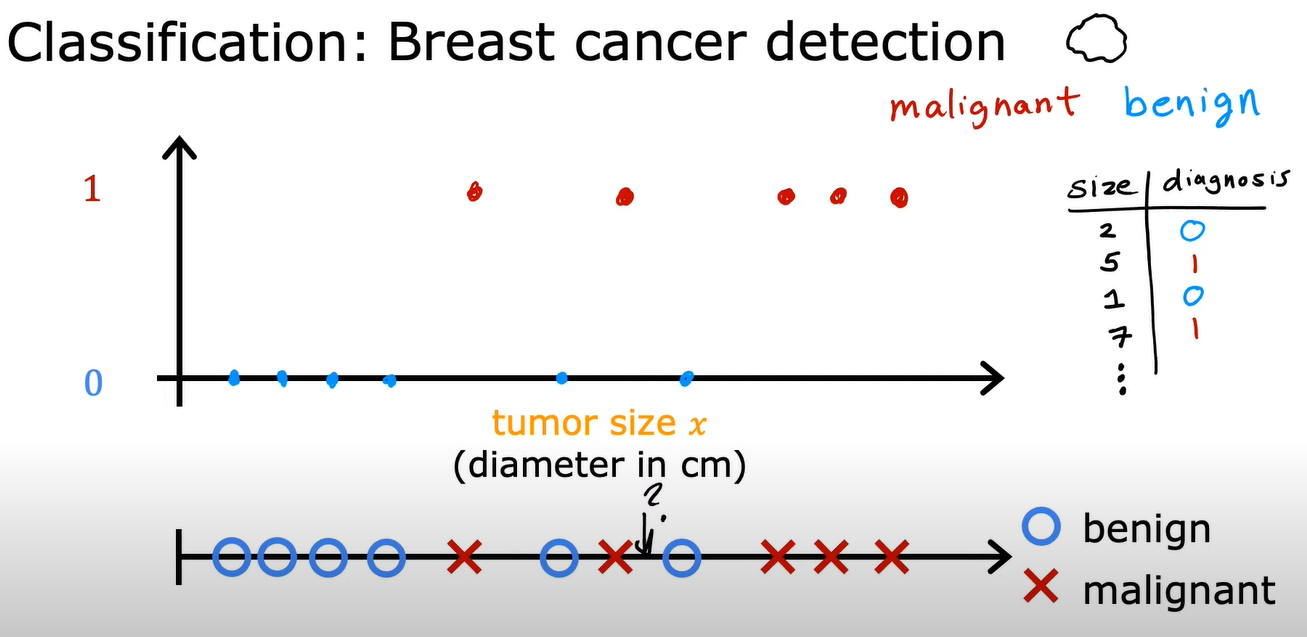 Classification: Breast cancer detection
malignant benign
1
0
size diagnosis
2 0
5 1
1 0
7 1
⋮
tumor size x
(diameter in cm)
?
benign
malignant